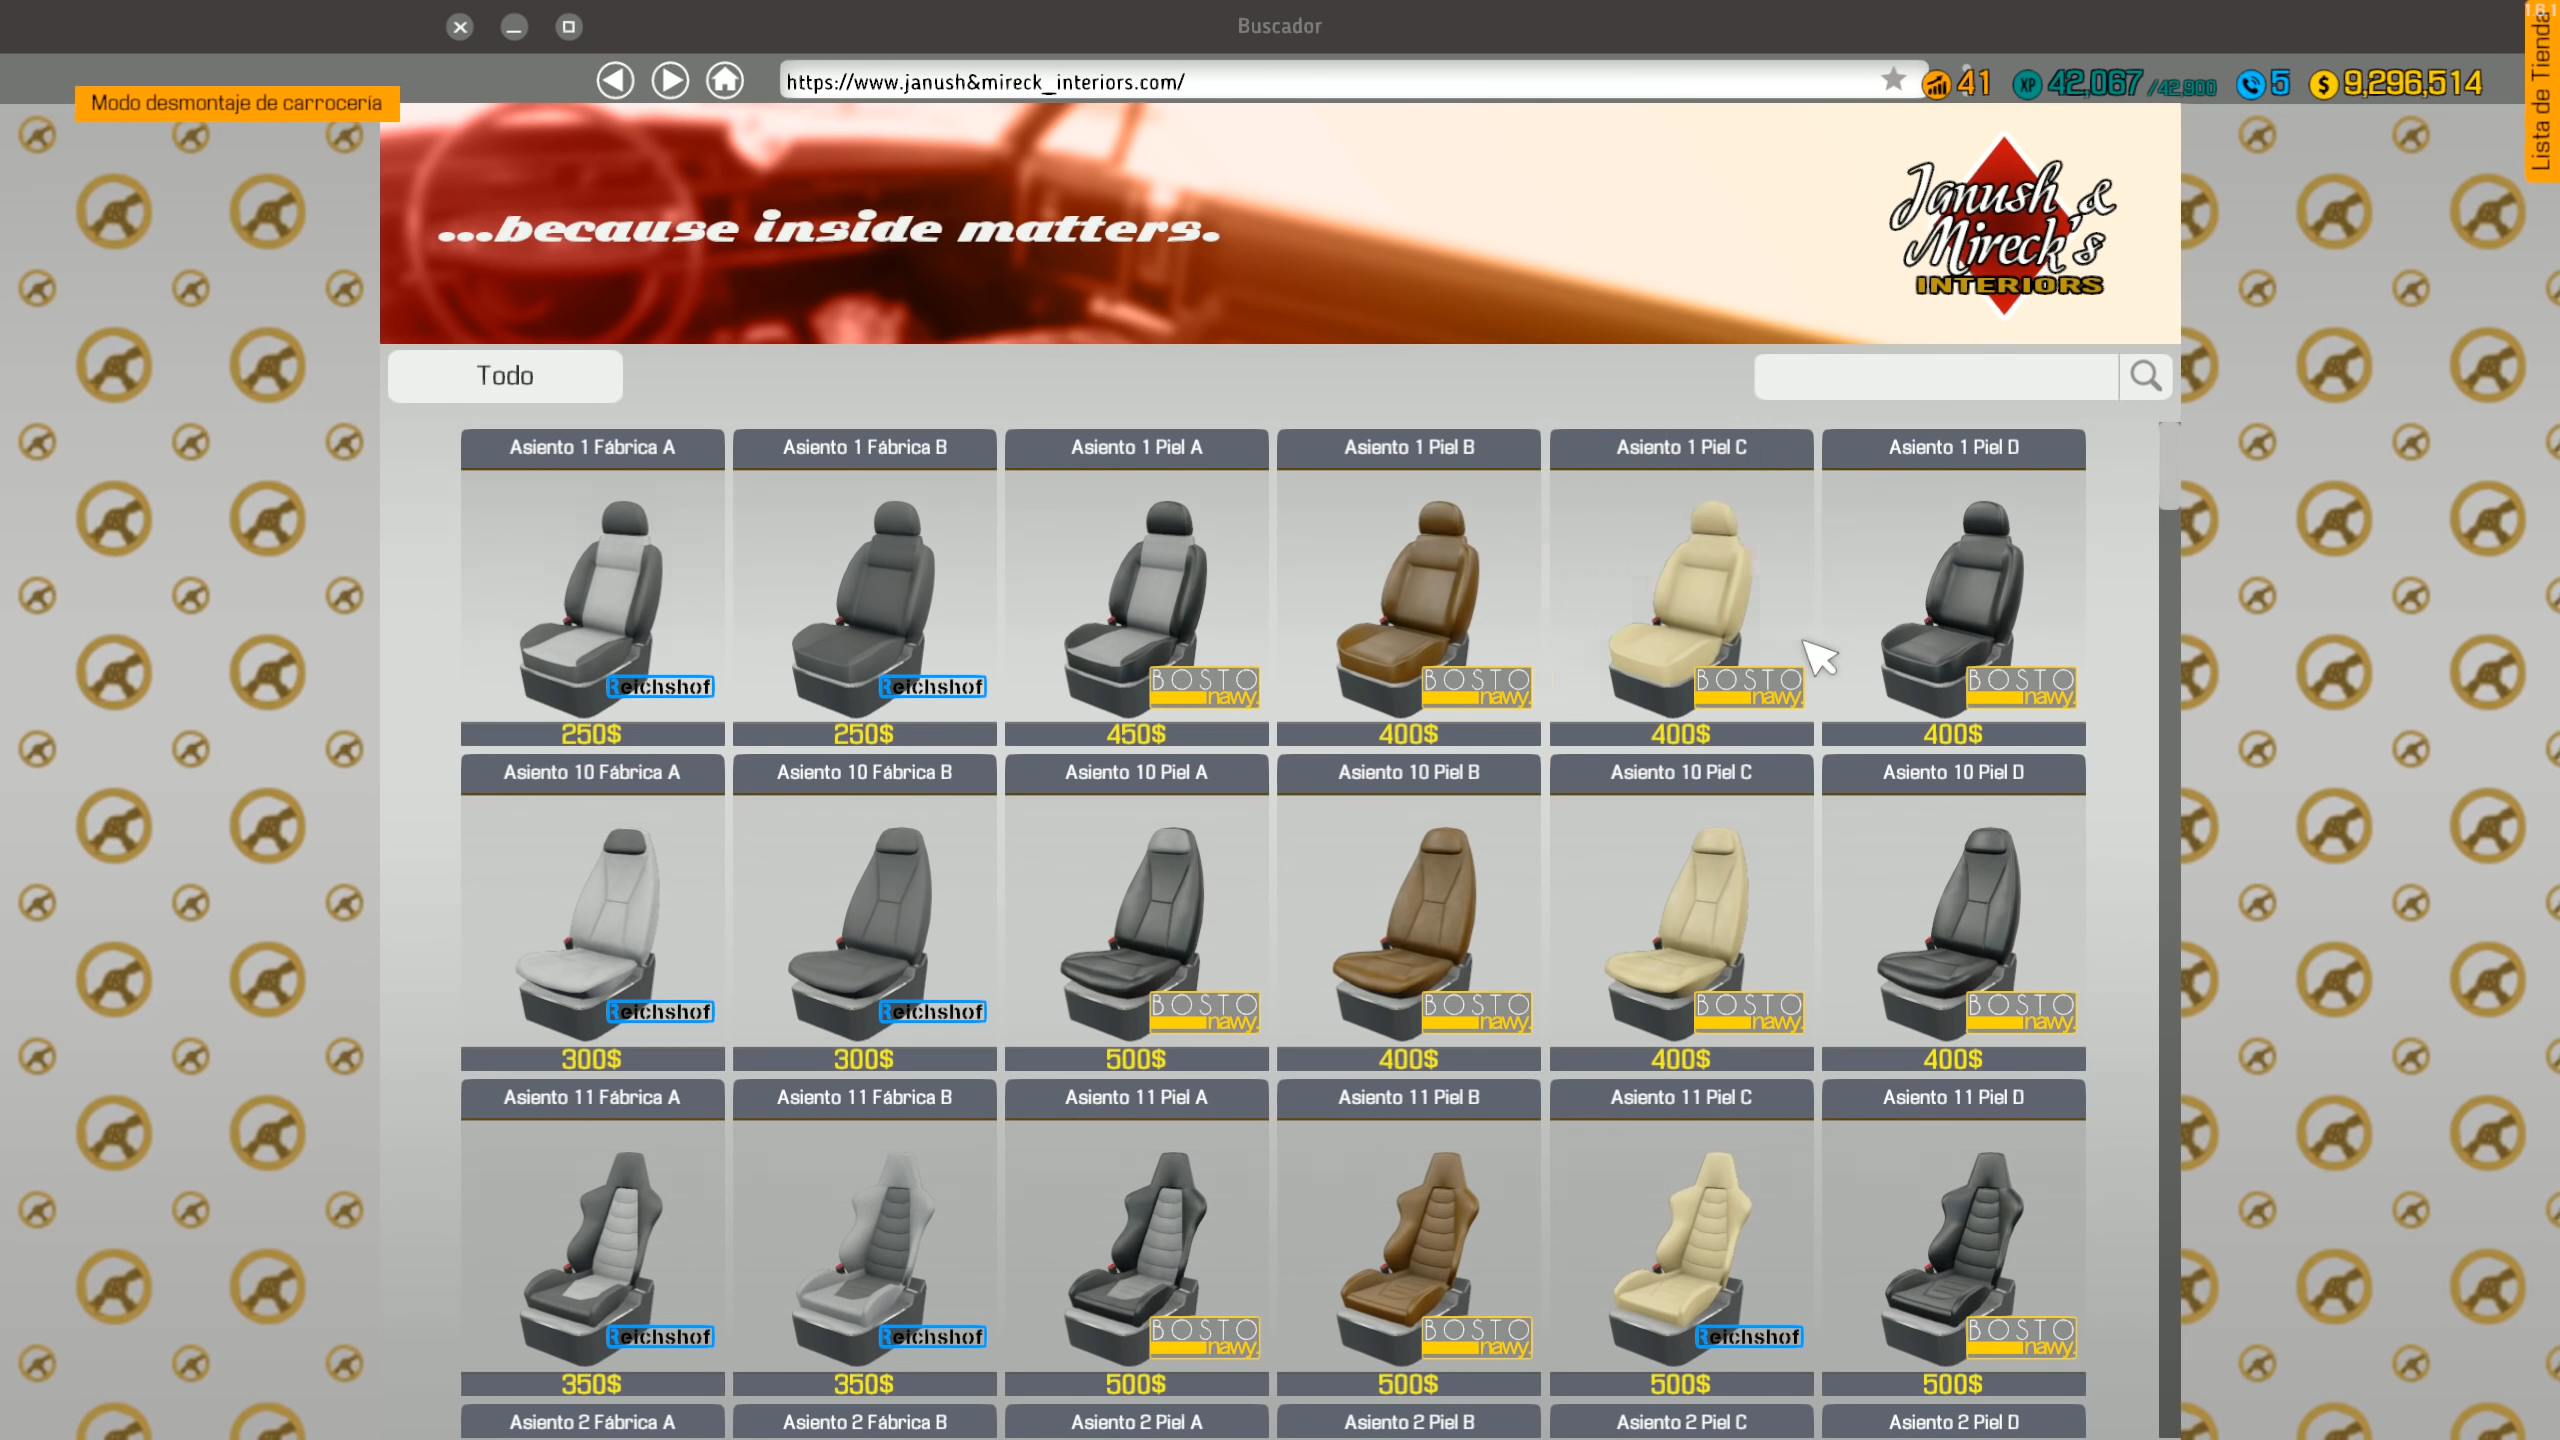 Buscador
1.6.1
Lista de Tienda
https://www.janush&mireck_interiors.com/
41
XP
42,067 /42,900
5
$ 9,296,514
Modo desmontaje de carrocería
...because inside matters.
Janush &
Mireck's
INTERIORS
Todo
Asiento 1 Fábrica A
Asiento 1 Fábrica B
Asiento 1 Piel A
Asiento 1 Piel B
Asiento 1 Piel C
Asiento 1 Piel D
Reichshof
Reichshof
BOSTO
nawy.
BOSTO
nawy.
BOSTO
nawy.
BOSTO
nawy.
250$
250$
450$
400$
400$
400$
Asiento 10 Fábrica A
Asiento 10 Fábrica B
Asiento 10 Piel A
Asiento 10 Piel B
Asiento 10 Piel C
Asiento 10 Piel D
Reichshof
Reichshof
BOSTO
nawy.
BOSTO
nawy.
BOSTO
nawy.
BOSTO
nawy.
300$
300$
500$
400$
400$
400$
Asiento 11 Fábrica A
Asiento 11 Fábrica B
Asiento 11 Piel A
Asiento 11 Piel B
Asiento 11 Piel C
Asiento 11 Piel D
Reichshof
Reichshof
BOSTO
nawy.
BOSTO
nawy.
Reichshof
BOSTO
nawy.
350$
350$
500$
500$
500$
500$
Asiento 2 Fábrica A
Asiento 2 Fábrica B
Asiento 2 Piel A
Asiento 2 Piel B
Asiento 2 Piel C
Asiento 2 Piel D